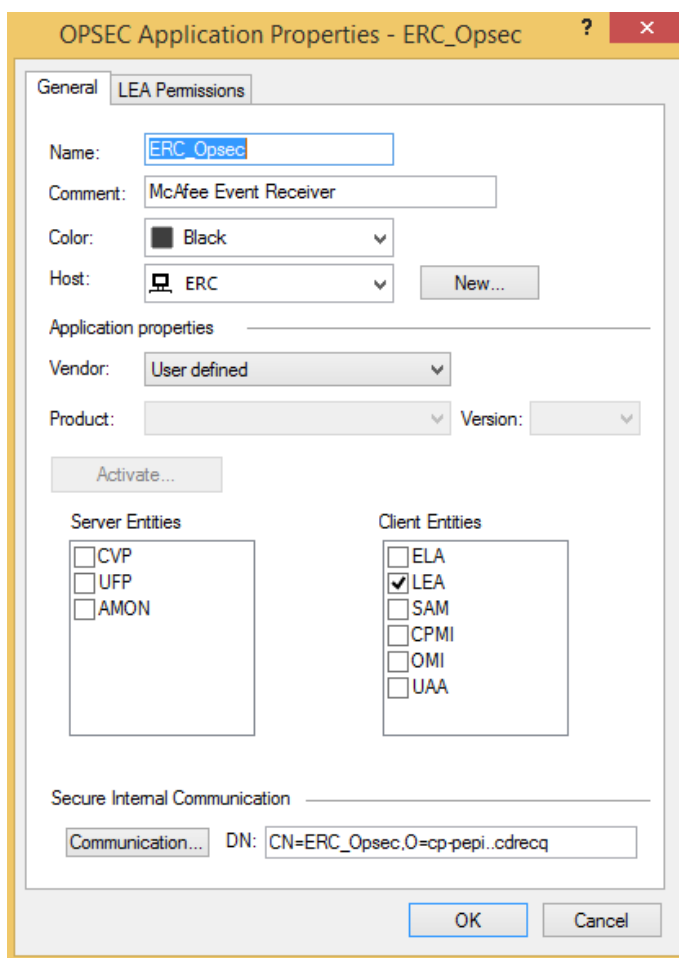 OPSEC Application Properties - ERC_Opsec ? ×
General LEA Permissions
Name: ERC_Opsec
Comment: McAfee Event Receiver
Color: Black
Host: ERC New...
Application properties
Vendor: User defined
Product: Version:
Activate...
Server Entities Client Entities
CVP ELA
UFP LEA
AMON SAM
CPMI
OMI
UAA
Secure Internal Communication
Communication... DN: CN=ERC_Opsec,O=cp-pepi..cdrecq
OK Cancel